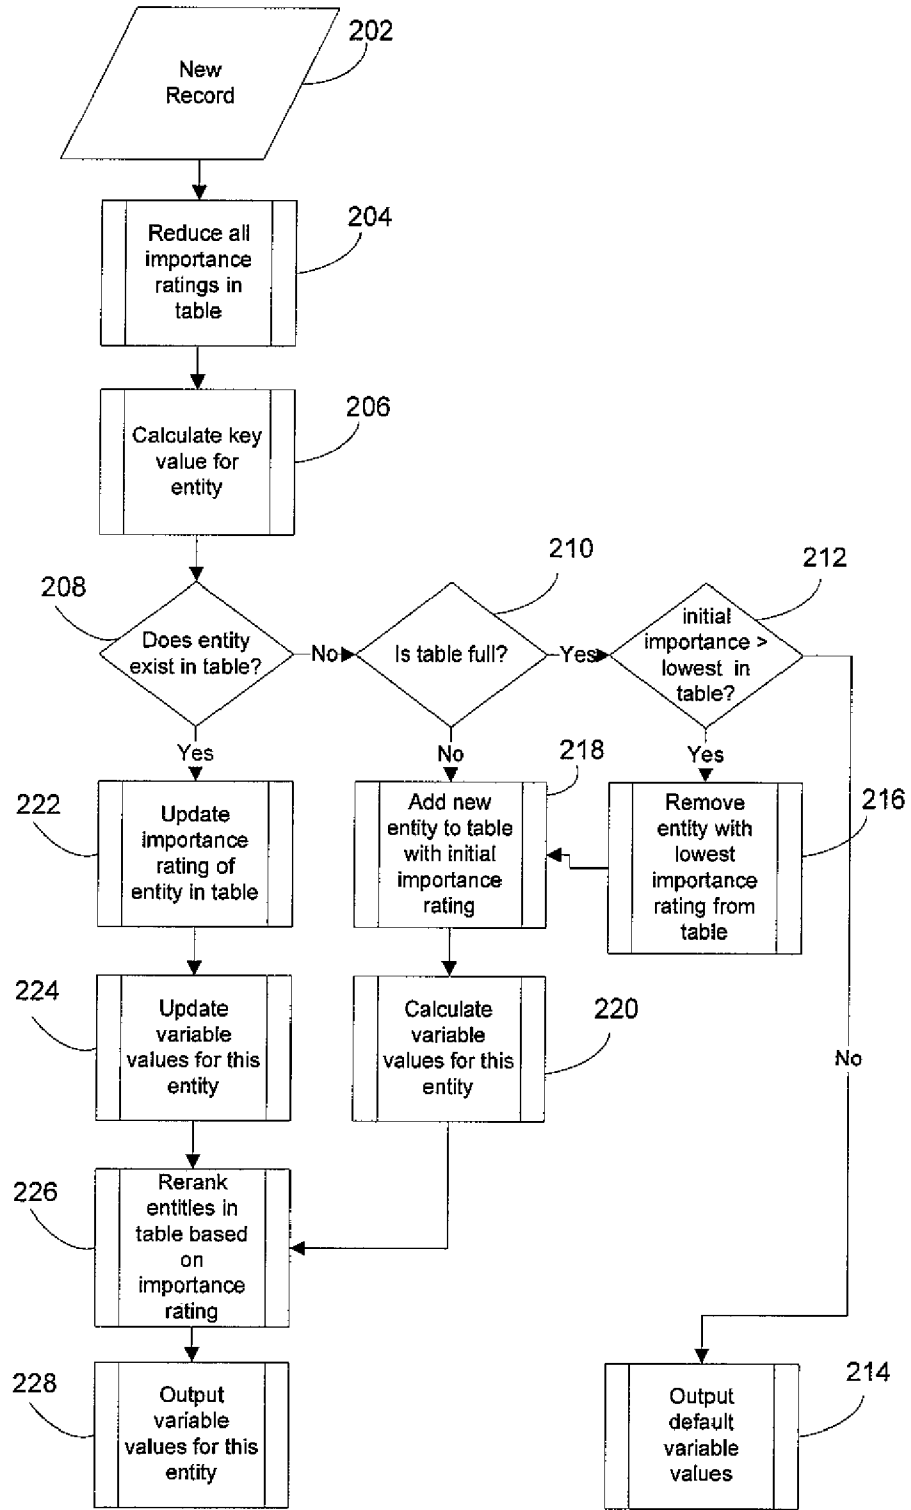 202
New
Record
204
Reduce all
importance
ratings in
table
206
Calculate key
value for
entity
208
Does entity
exist in table?
No
210
Is table full?
Yes
212
initial
importance >
lowest in
table?
Yes
No
Yes
222
Update
importance
rating of
entity in table
218
Add new
entity to table
with initial
importance
rating
216
Remove
entity with
lowest
importance
rating from
table
224
Update
variable
values for this
entity
220
Calculate
variable
values for this
entity
No
226
Rerank
entities in
table based
on
importance
rating
228
Output
variable
values for this
entity
214
Output
default
variable
values